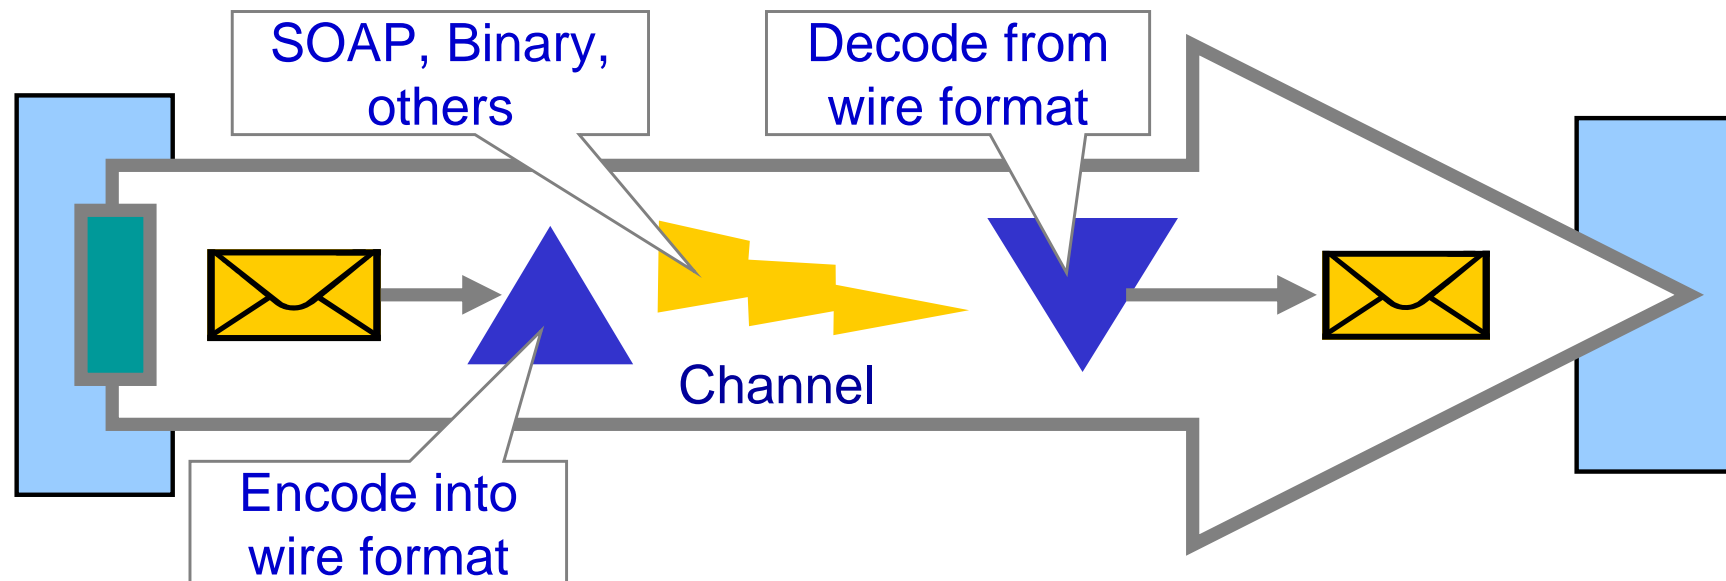 SOAP, Binary,
others
Decode from
wire format
Channel
Encode into
wire format